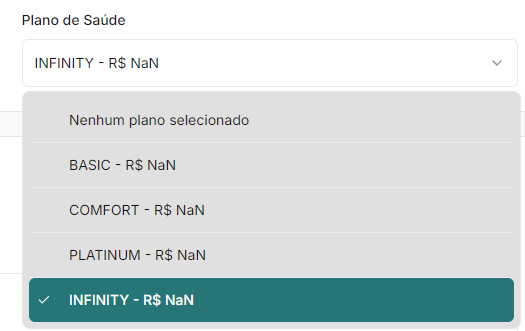 Plano de Saúde
INFINITY - R$ NaN
Nenhum plano selecionado
BASIC - R$ NaN
COMFORT - R$ NaN
PLATINUM - R$ NaN
INFINITY - R$ NaN